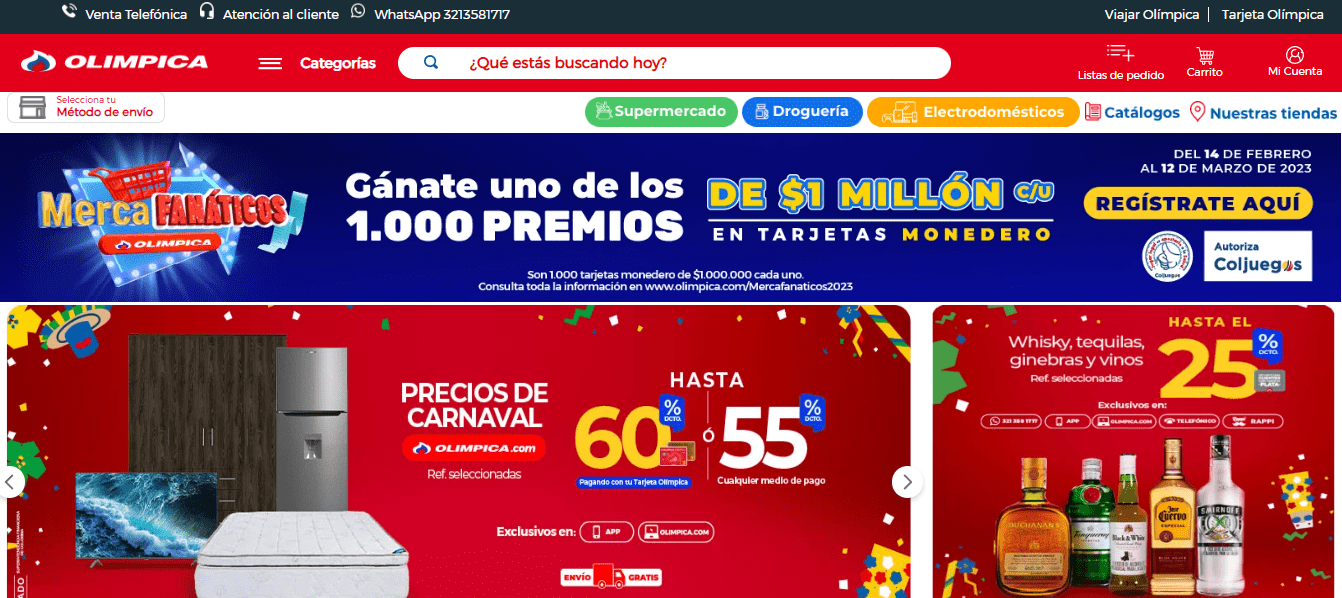 Venta Telefónica Atención al cliente WhatsApp 3213581717 Viajar Olímpica | Tarjeta Olímpica
OLIMPICA Categorías ¿Qué estás buscando hoy? Listas de pedido Carrito Mi Cuenta
Selecciona tu
Método de envío
Supermercado Droguería Electrodomésticos Catálogos Nuestras tiendas
Merca FANÁTICOS
OLIMPICA
Gánate uno de los
1.000 PREMIOS
DE $1 MILLÓN C/U
EN TARJETAS MONEDERO
Son 1.000 tarjetas monedero de $1.000.000 cada uno.
Consulta toda la información en www.olimpica.com/Mercafanaticos2023
DEL 14 DE FEBRERO
AL 12 DE MARZO DE 2023
REGÍSTRATE AQUÍ
Coljuegos
Autoriza
Coljuegos
PRECIOS DE
CARNAVAL
OLIMPICA.com
Ref. seleccionadas
HASTA
60 % DCTO.
Pagando con tu Tarjeta Olímpica
ó
55 % DCTO.
Cualquier medio de pago
Exclusivos en: APP OLIMPICA.COM
ENVÍO GRATIS
Whisky, tequilas,
ginebras y vinos
Ref. seleccionadas
HASTA EL
25 % DCTO.
Exclusivos en:
321 358 1717 APP OLIMPICA.COM TELEFÓNICO RAPPI
BUCHANAN'S
Tanqueray
Black & White
Jose
Cuervo
ESPECIAL
SMIRNOFF